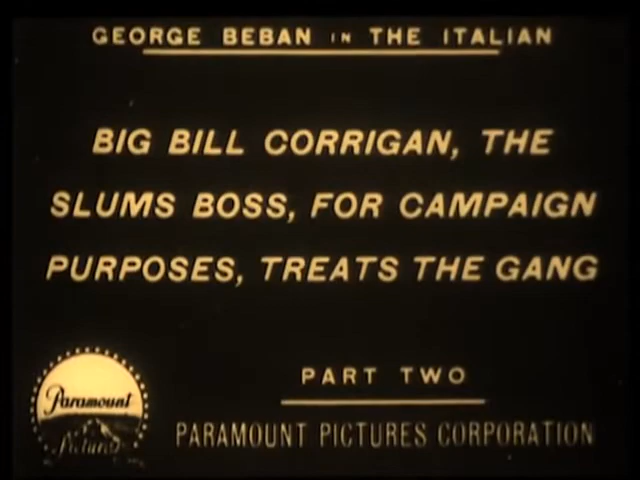 GEORGE BEBAN IN THE ITALIAN
BIG BILL CORRIGAN, THE
SLUMS BOSS, FOR CAMPAIGN
PURPOSES, TREATS THE GANG
PART TWO
Paramount
Pictures
PARAMOUNT PICTURES CORPORATION